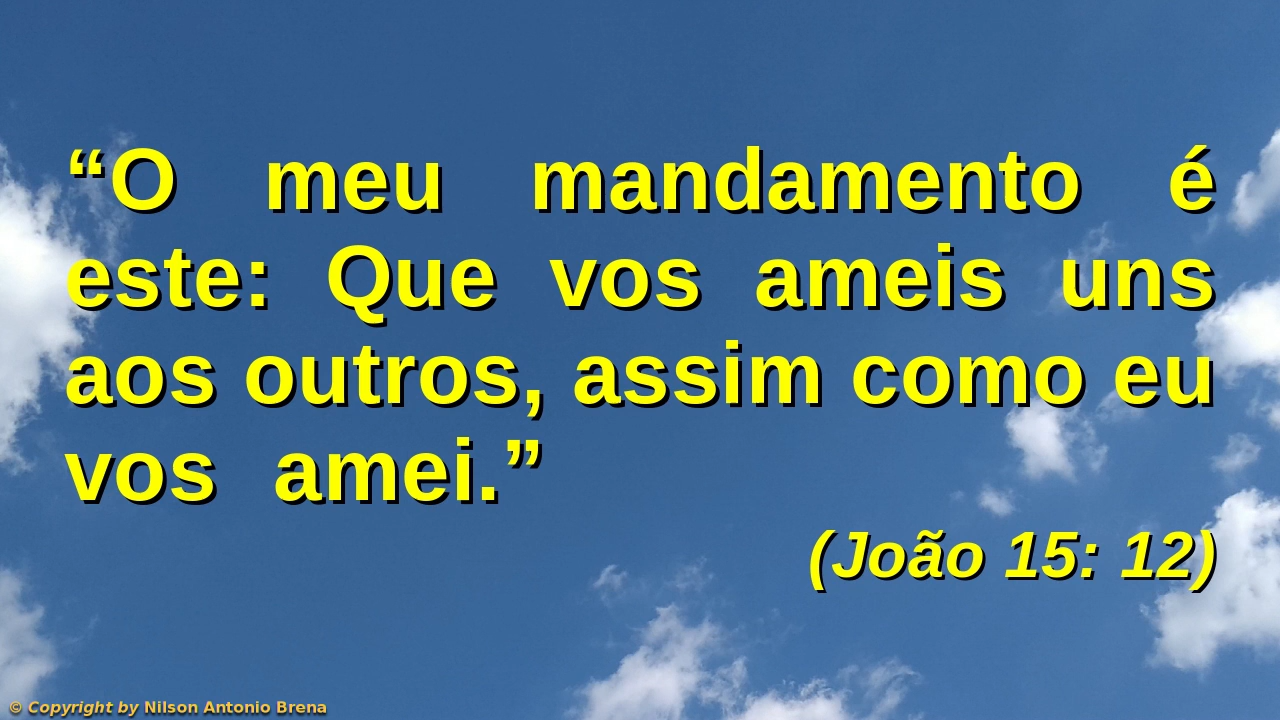 “O meu mandamento é
este: Que vos ameis uns
aos outros, assim como eu
vos amei.”
(João 15: 12)
© Copyright by Nilson Antonio Brena